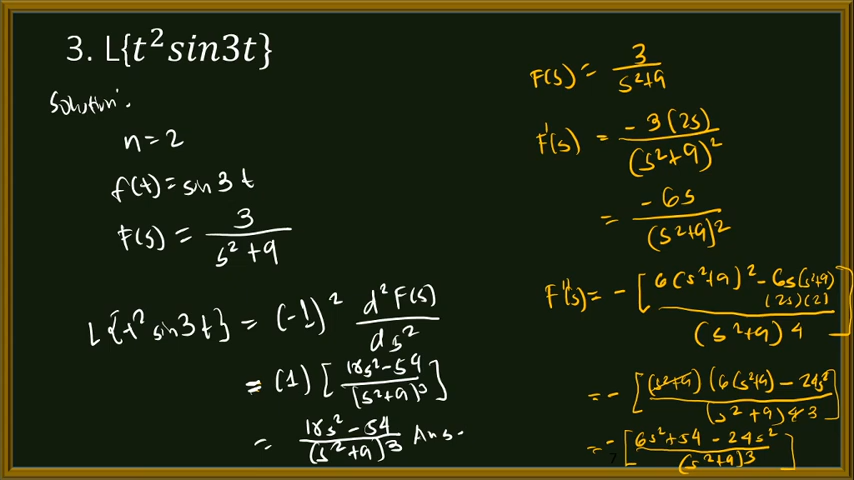 3. L{t² sin3t}
Solution:
n = 2
f(t) = sin 3t
F(s) = 3 / (s² + 9)
L{t² sin 3t} = (-1)² d² F(s) / ds²
= (1) [ (18s² - 54) / (s² + 9)³ ]
= (18s² - 54) / (s² + 9)³ Ans.
F(s) = 3 / (s² + 9)
F'(s) = -3(2s) / (s² + 9)²
= -6s / (s² + 9)²
F''(s) = - [ (6(s² + 9)² - 6s(s² + 9)(2s)(2)) / (s² + 9)4 ]
= - [ (s² + 9)(6(s² + 9) - 24s²) / (s² + 9)4 3 ]
= - [ (6s² + 54 - 24s²) / (s² + 9)³ ]